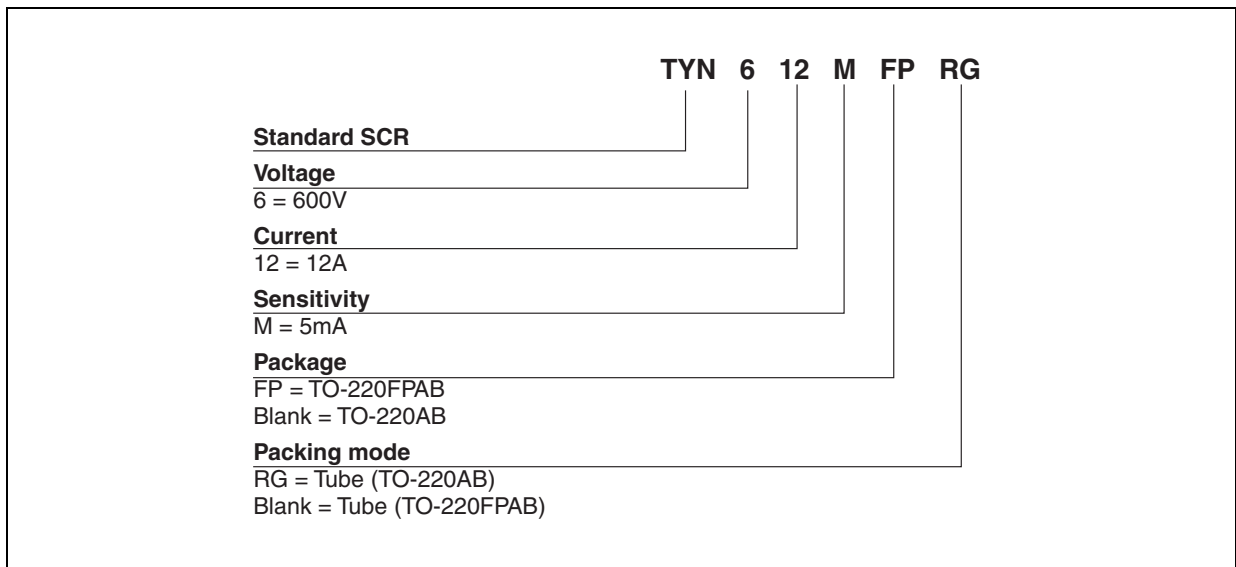 TYN 6 12 M FP RG
Standard SCR
Voltage
6 = 600V
Current
12 = 12A
Sensitivity
M = 5mA
Package
FP = TO-220FPAB
Blank = TO-220AB
Packing mode
RG = Tube (TO-220AB)
Blank = Tube (TO-220FPAB)